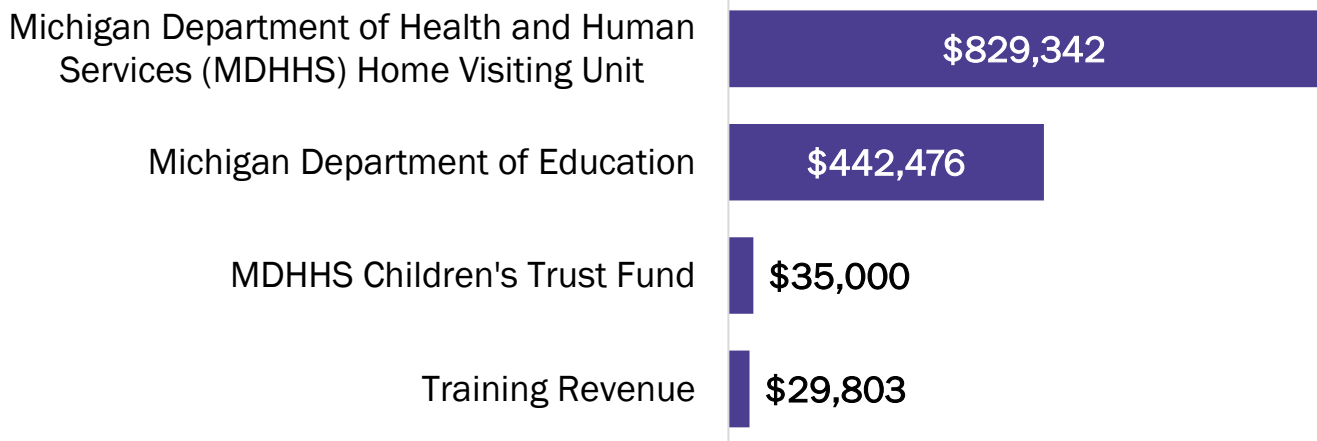 Michigan Department of Health and Human
Services (MDHHS) Home Visiting Unit
$829,342
Michigan Department of Education
$442,476
MDHHS Children's Trust Fund
$35,000
Training Revenue
$29,803